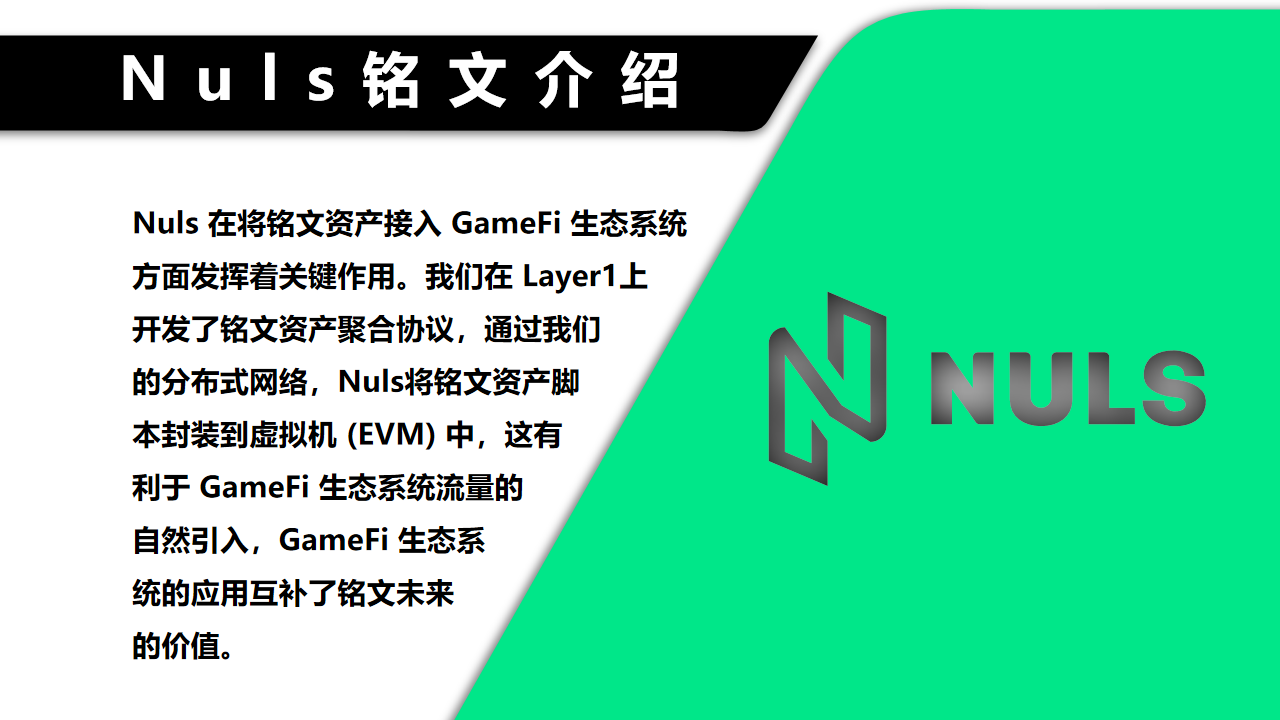 Nuls铭文介绍
Nuls 在将铭文资产接入 GameFi 生态系统
方面发挥着关键作用。我们在 Layer1上
开发了铭文资产聚合协议，通过我们
的分布式网络，Nuls将铭文资产脚
本封装到虚拟机 (EVM) 中，这有
利于 GameFi 生态系统流量的
自然引入，GameFi 生态系
统的应用互补了铭文未来
的价值。
NULS